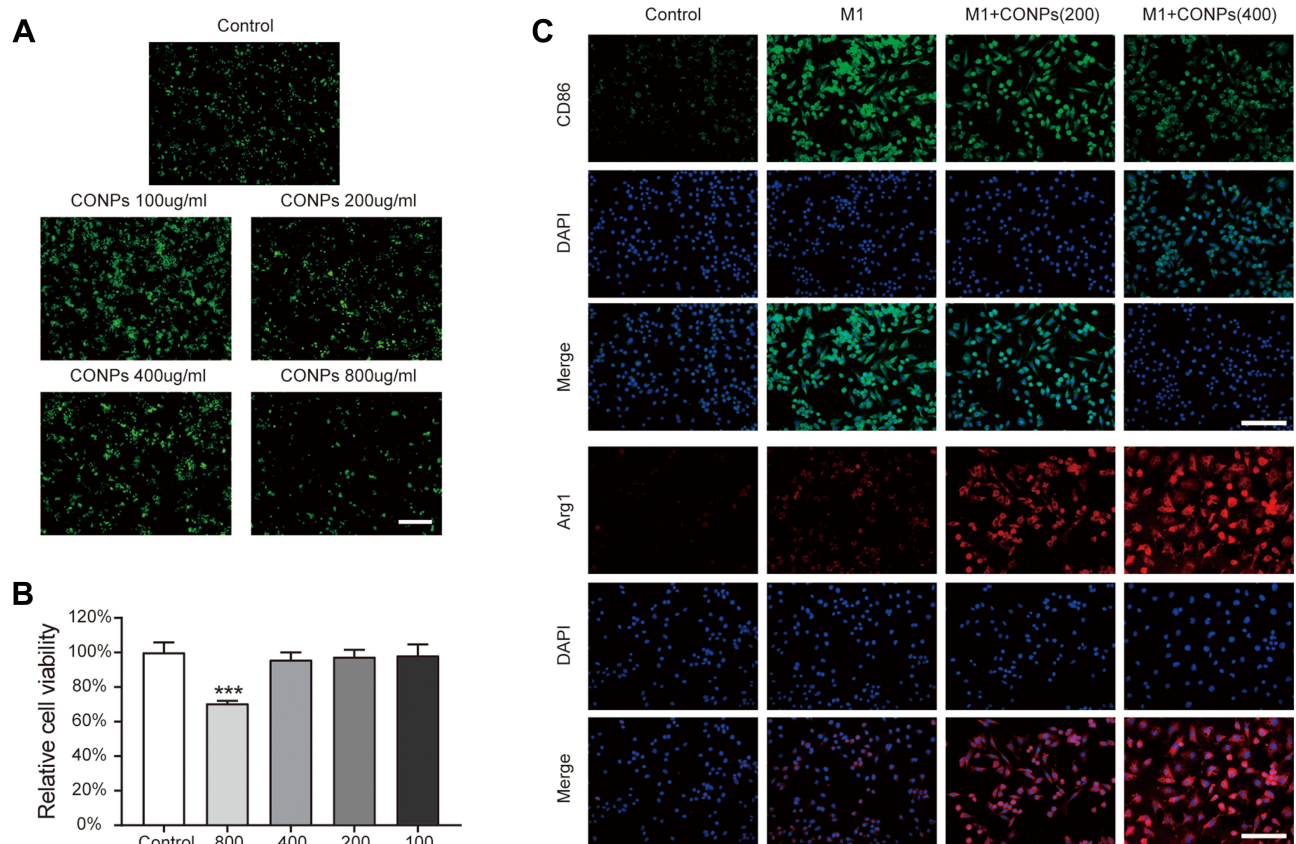 A
Control
CONPs 100ug/ml CONPs 200ug/ml
CONPs 400ug/ml CONPs 800ug/ml
B
Relative cell viability
120%
100%
80%
60%
40%
20%
0%
***
Control 800 400 200 100
C
Control M1 M1+CONPs(200) M1+CONPs(400)
CD86
DAPI
Merge
Arg1
DAPI
Merge